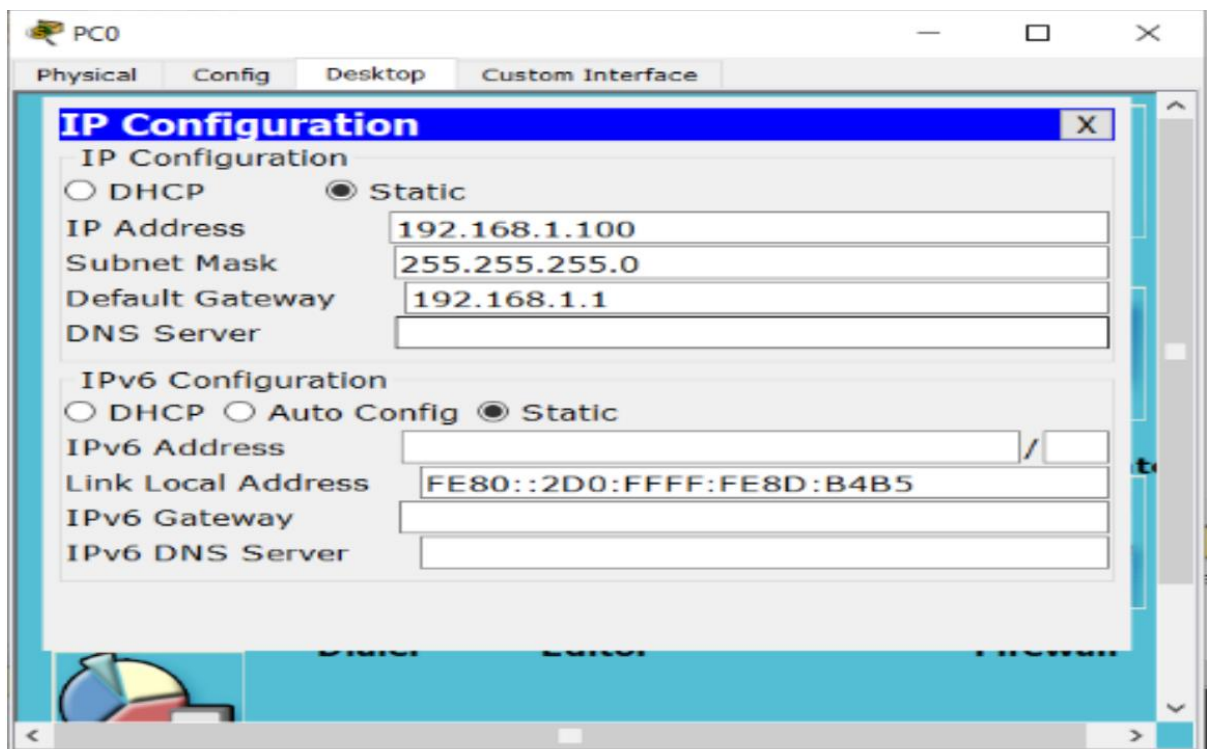 PC0
Physical Config Desktop Custom Interface
IP Configuration X
IP Configuration
DHCP Static
IP Address 192.168.1.100
Subnet Mask 255.255.255.0
Default Gateway 192.168.1.1
DNS Server
IPv6 Configuration
DHCP Auto Config Static
IPv6 Address /
Link Local Address FE80::2D0:FFFF:FE8D:B4B5
IPv6 Gateway
IPv6 DNS Server